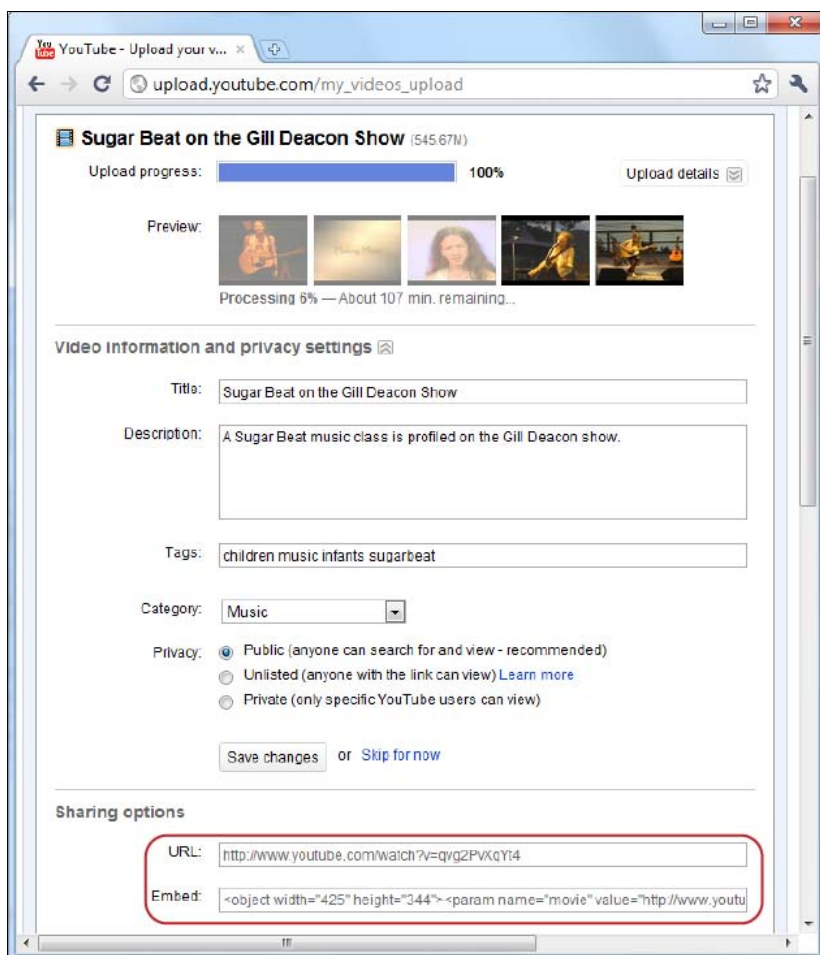 YouTube - Upload your v...
upload.youtube.com/my_videos_upload
Sugar Beat on the Gill Deacon Show (545.67M)
Upload progress: 100% Upload details
Preview:
Processing 6% — About 107 min. remaining...
Video information and privacy settings
Title: Sugar Beat on the Gill Deacon Show
Description: A Sugar Beat music class is profiled on the Gill Deacon show.
Tags: children music infants sugarbeat
Category: Music
Privacy: Public (anyone can search for and view - recommended)
Unlisted (anyone with the link can view) Learn more
Private (only specific YouTube users can view)
Save changes or Skip for now
Sharing options
URL: http://www.youtube.com/watch?v=qvg2PVXqYt4
Embed: <object width="425" height="344"><param name="movie" value="http://www.youtu